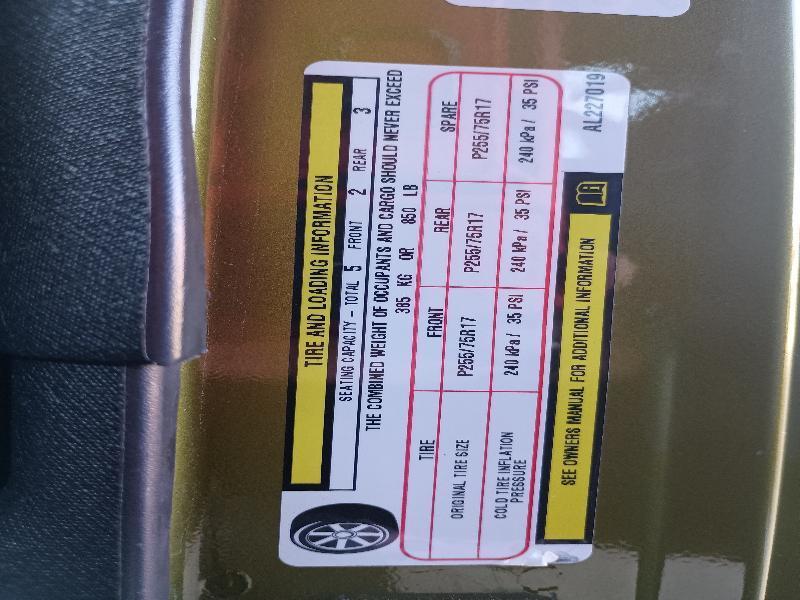 TIRE AND LOADING INFORMATION
SEATING CAPACITY - TOTAL 5 FRONT 2 REAR 3
THE COMBINED WEIGHT OF OCCUPANTS AND CARGO SHOULD NEVER EXCEED
385 KG OR 850 LB
TIRE FRONT REAR SPARE
ORIGINAL TIRE SIZE P255/75R17 P255/75R17 P255/75R17
COLD TIRE INFLATION PRESSURE 240 kPa / 35 PSI 240 kPa / 35 PSI 240 kPa / 35 PSI
SEE OWNERS MANUAL FOR ADDITIONAL INFORMATION
AL227019